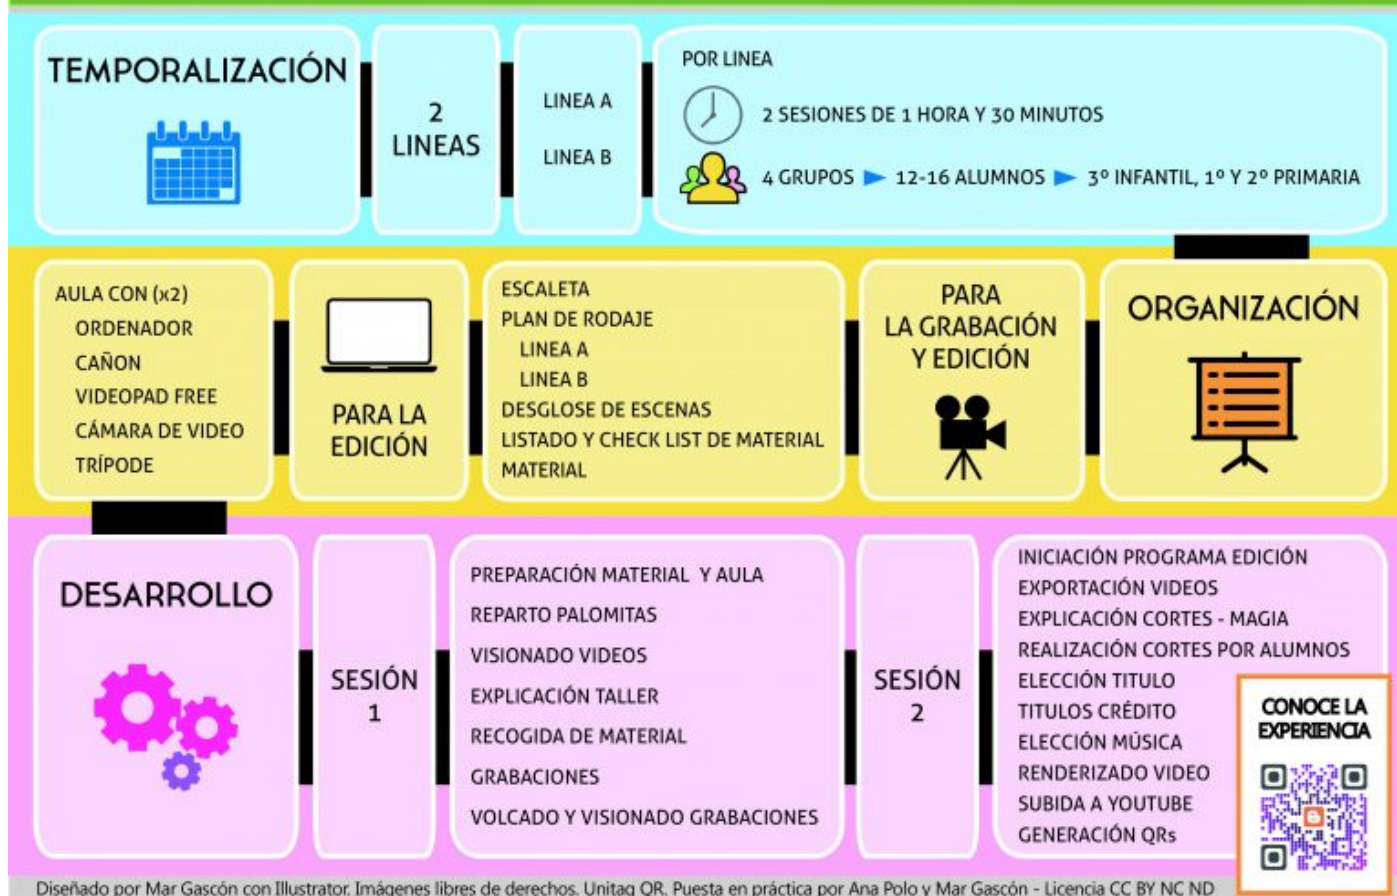 TEMPORALIZACIÓN
2
LINEAS
LINEA A
LINEA B
POR LINEA
2 SESIONES DE 1 HORA Y 30 MINUTOS
4 GRUPOS
12-16 ALUMNOS
3º INFANTIL, 1º Y 2º PRIMARIA
AULA CON (x2)
ORDENADOR
CAÑON
VIDEOPAD FREE
CÁMARA DE VIDEO
TRÍPODE
PARA LA
EDICIÓN
ESCALETA
PLAN DE RODAJE
LINEA A
LINEA B
DESGLOSE DE ESCENAS
LISTADO Y CHECK LIST DE MATERIAL
MATERIAL
PARA
LA GRABACIÓN
Y EDICIÓN
ORGANIZACIÓN
DESARROLLO
SESIÓN
1
PREPARACIÓN MATERIAL Y AULA
REPARTO PALOMITAS
VISIONADO VIDEOS
EXPLICACIÓN TALLER
RECOGIDA DE MATERIAL
GRABACIONES
VOLCADO Y VISIONADO GRABACIONES
SESIÓN
2
INICIACIÓN PROGRAMA EDICIÓN
EXPORTACIÓN VIDEOS
EXPLICACIÓN CORTES - MAGIA
REALIZACIÓN CORTES POR ALUMNOS
ELECCIÓN TITULO
TITULOS CRÉDITO
ELECCIÓN MÚSICA
RENDERIZADO VIDEO
SUBIDA A YOUTUBE
GENERACIÓN QRs
CONOCE LA
EXPERIENCIA
Diseñado por Mar Gascón con Illustrator. Imágenes libres de derechos. Unitag QR. Puesta en práctica por Ana Polo y Mar Gascón - Licencia CC BY NC ND